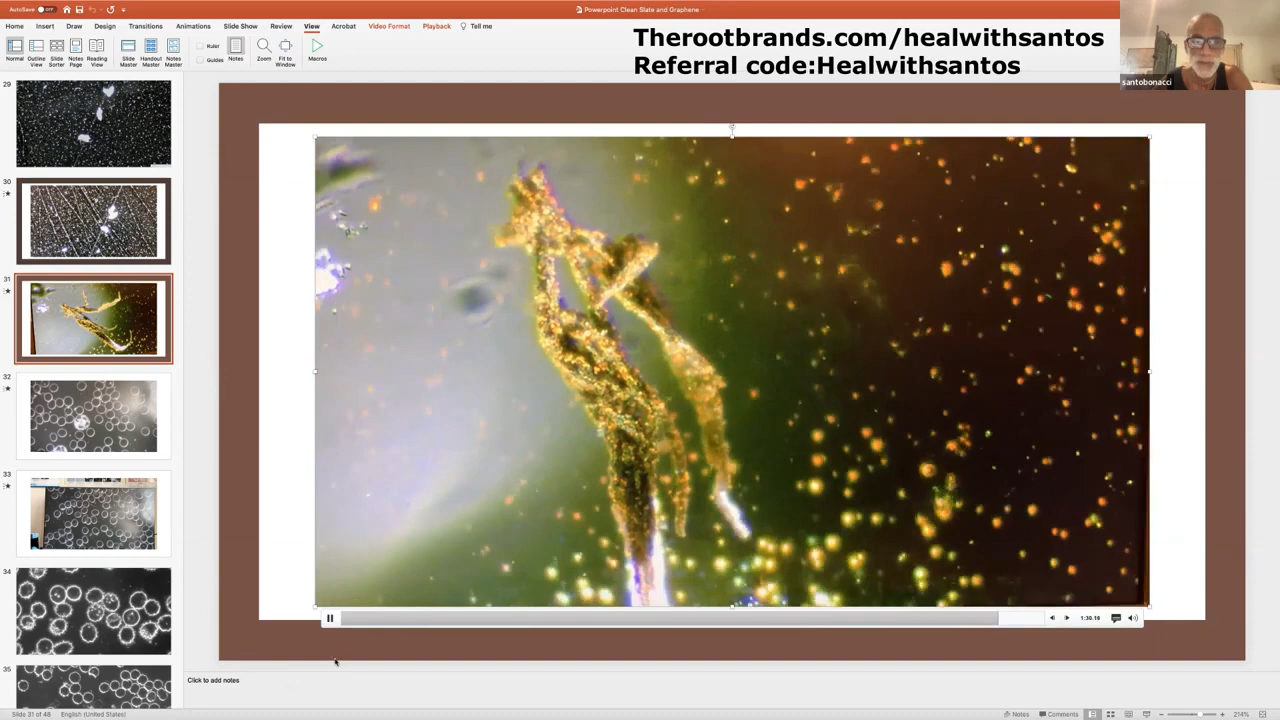 AutoSave
OFF
Powerpoint Clean Slate and Graphene
Home
Insert
Draw
Design
Transitions
Animations
Slide Show
Review
View
Acrobat
Video Format
Playback
Tell me
Normal
Outline View
Slide Sorter
Notes Page
Reading View
Slide Master
Handout Master
Notes Master
Ruler
Guides
Notes
Zoom
Fit to Window
Macros
Therootbrands.com/healwithsantos
Referral code:Healwithsantos
santobonacci
29
30
31
32
33
34
35
1:30.16
Click to add notes
Slide 31 of 48
English (United States)
Notes
Comments
214%